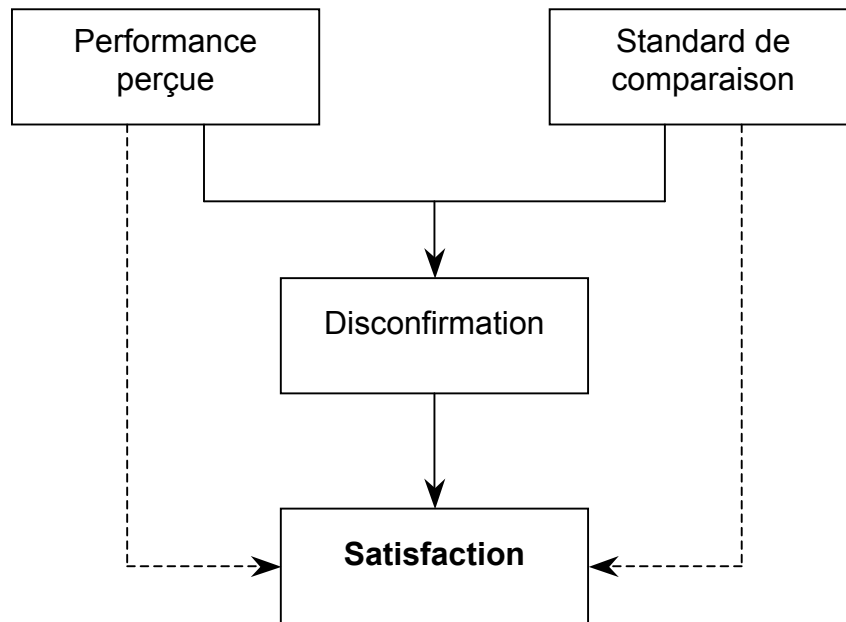 Performance
perçue
Standard de
comparaison
Disconfirmation
Satisfaction